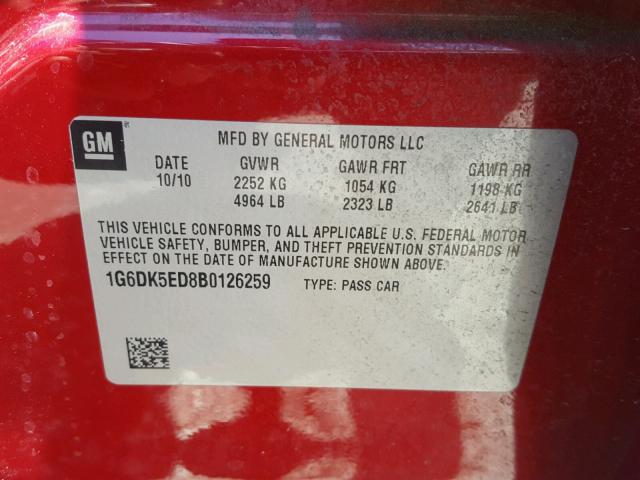 GM
MFD BY GENERAL MOTORS LLC
DATE GVWR GAWR FRT GAWR RR
10/10 2252 KG 1054 KG 1198 KG
4964 LB 2323 LB 2641 LB
THIS VEHICLE CONFORMS TO ALL APPLICABLE U.S. FEDERAL MOTOR
VEHICLE SAFETY, BUMPER, AND THEFT PREVENTION STANDARDS IN
EFFECT ON THE DATE OF MANUFACTURE SHOWN ABOVE.
1G6DK5ED8B0126259 TYPE: PASS CAR